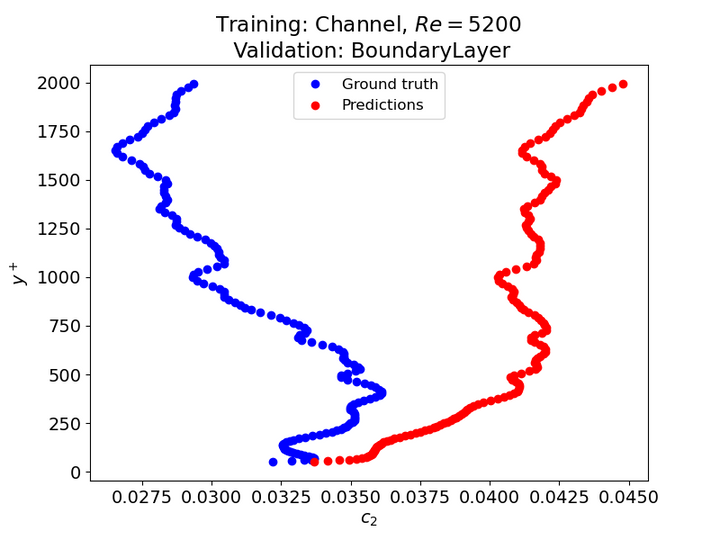 Training: Channel, Re = 5200
Validation: BoundaryLayer
Ground truth
Predictions
2000
1750
1500
1250
1000
750
500
250
0
y⁺
0.0275 0.0300 0.0325 0.0350 0.0375 0.0400 0.0425 0.0450
c₂